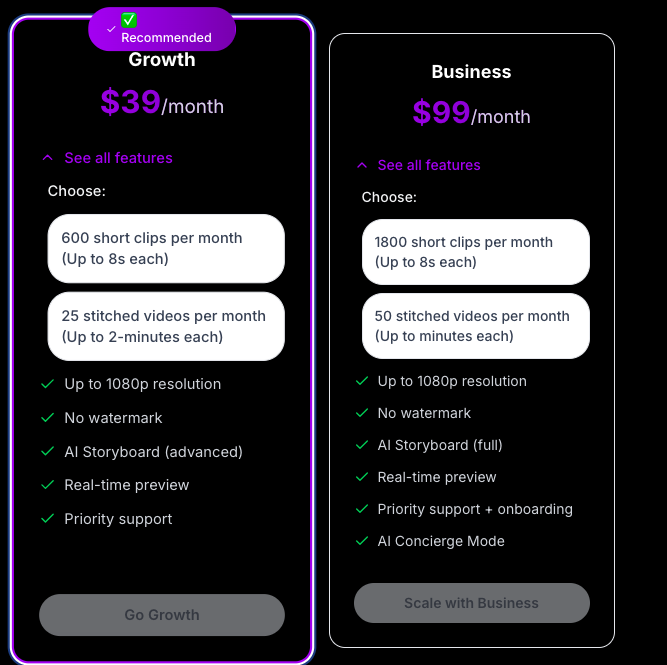 Recommended
Growth
$39/month
See all features
Choose:
600 short clips per month
(Up to 8s each)
25 stitched videos per month
(Up to 2-minutes each)
Up to 1080p resolution
No watermark
AI Storyboard (advanced)
Real-time preview
Priority support
Go Growth
Business
$99/month
See all features
Choose:
1800 short clips per month
(Up to 8s each)
50 stitched videos per month
(Up to minutes each)
Up to 1080p resolution
No watermark
AI Storyboard (full)
Real-time preview
Priority support + onboarding
AI Concierge Mode
Scale with Business